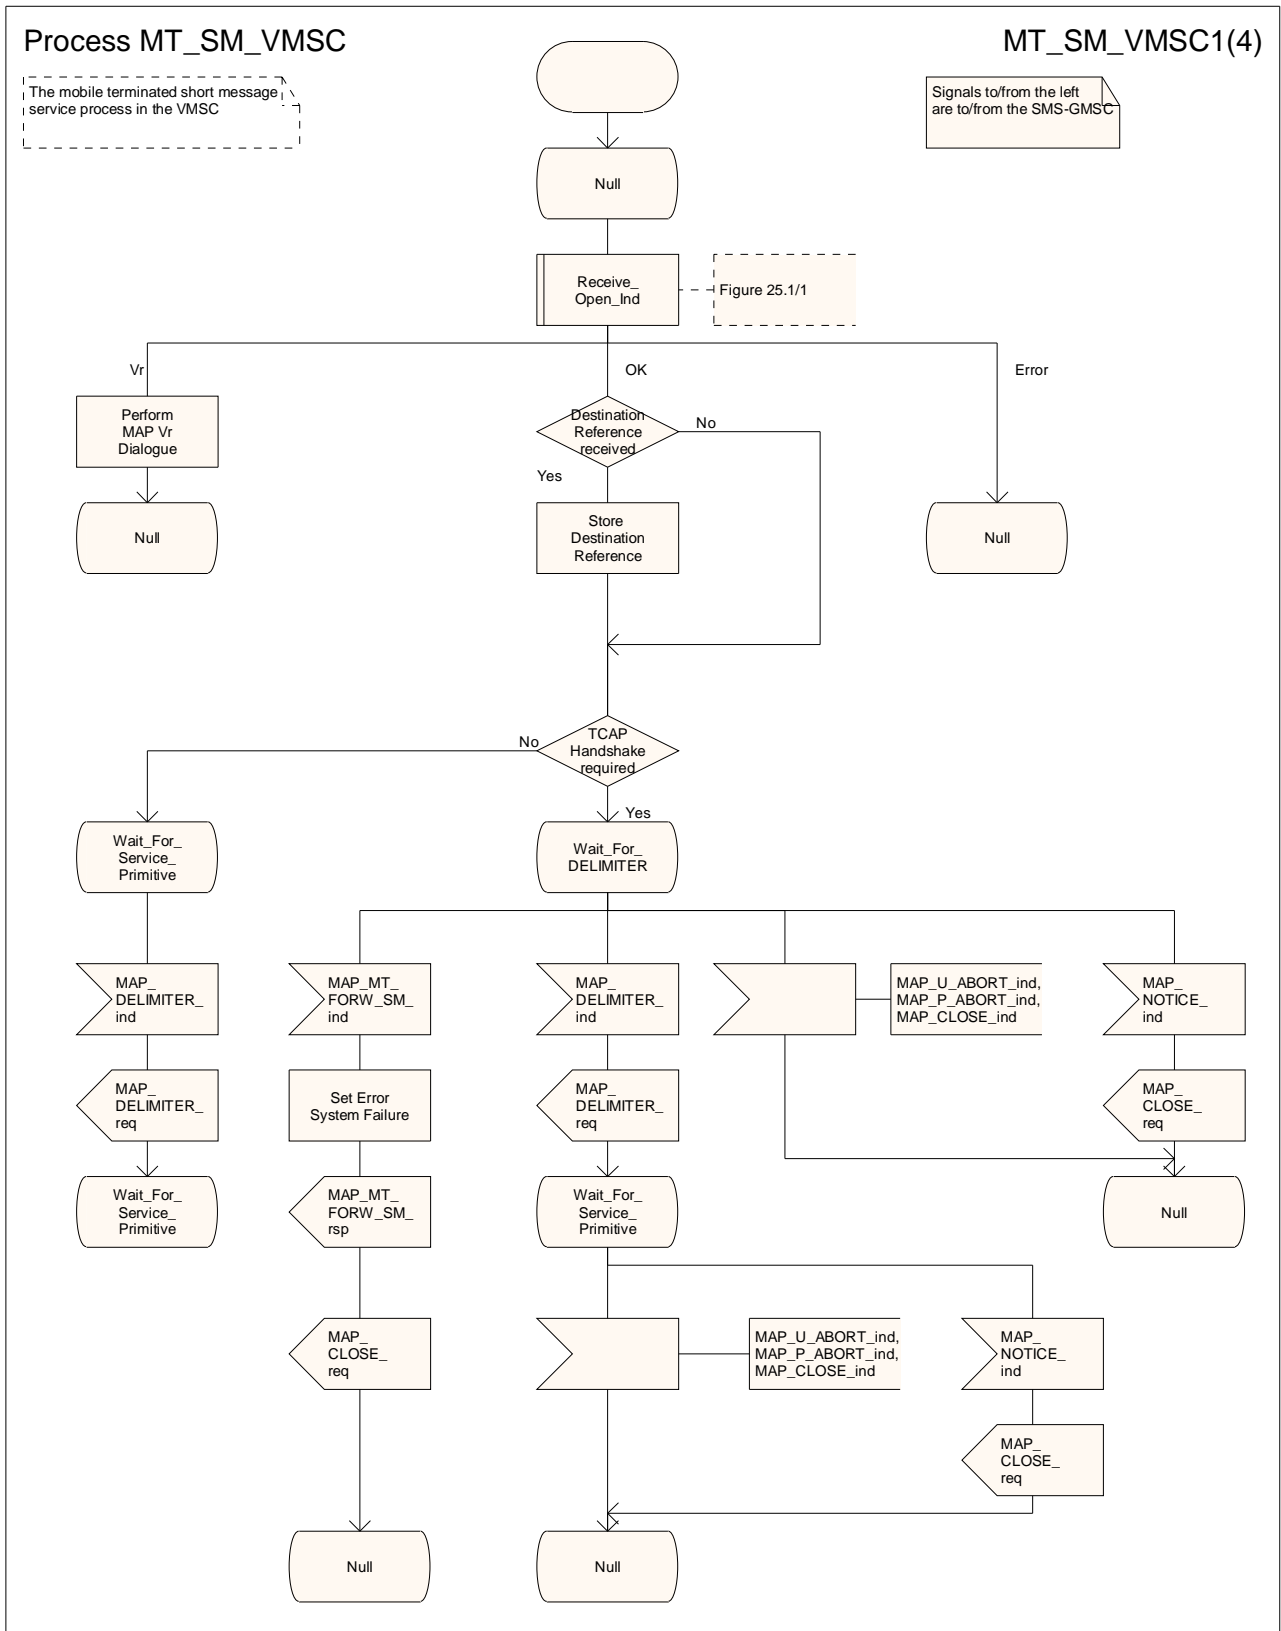 Process MT_SM_VMSC
MT_SM_VMSC1(4)
The mobile terminated short message
service process in the VMSC
Signals to/from the left
are to/from the SMS-GMSC
Null
Receive_
Open_Ind
Figure 25.1/1
Vr
OK
Error
Perform
MAP Vr
Dialogue
Destination
Reference
received
No
Yes
Null
Store
Destination
Reference
Null
TCAP
Handshake
required
No
Yes
Wait_For_
Service_
Primitive
Wait_For_
DELIMITER
MAP_
DELIMITER_
ind
MAP_MT_
FORW_SM_
ind
MAP_
DELIMITER_
ind
MAP_U_ABORT_ind,
MAP_P_ABORT_ind,
MAP_CLOSE_ind
MAP_
NOTICE_
ind
MAP_
DELIMITER_
req
Set Error
System Failure
MAP_
DELIMITER_
req
MAP_
CLOSE_
req
Wait_For_
Service_
Primitive
MAP_MT_
FORW_SM_
rsp
Wait_For_
Service_
Primitive
Null
MAP_
CLOSE_
req
MAP_U_ABORT_ind,
MAP_P_ABORT_ind,
MAP_CLOSE_ind
MAP_
NOTICE_
ind
MAP_
CLOSE_
req
Null
Null